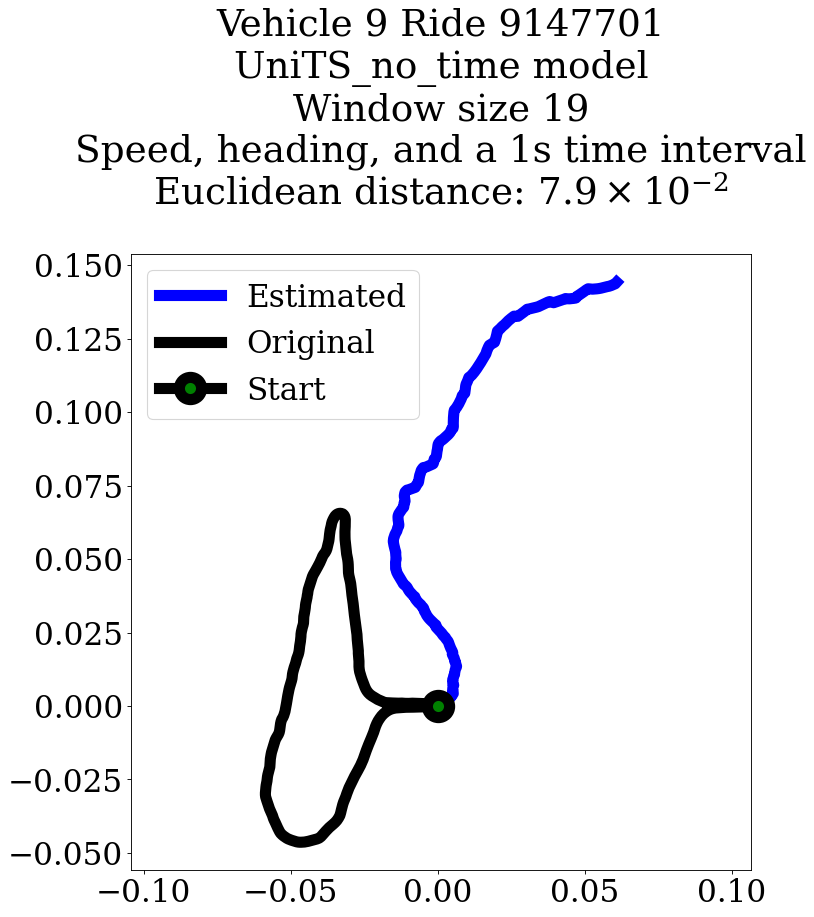 Vehicle 9 Ride 9147701
UniTS_no_time model
Window size 19
Speed, heading, and a 1s time interval
Euclidean distance: 7.9 × 10⁻²
Estimated
Original
Start
0.150
0.125
0.100
0.075
0.050
0.025
0.000
−0.025
−0.050
−0.10 −0.05 0.00 0.05 0.10